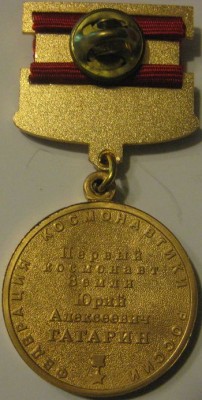 ФЕДЕРАЦИЯ КОСМОНАВТИКИ РОССИИ
Первый
космонавт
Земли
Юрий
Алексеевич
ГАГАРИН